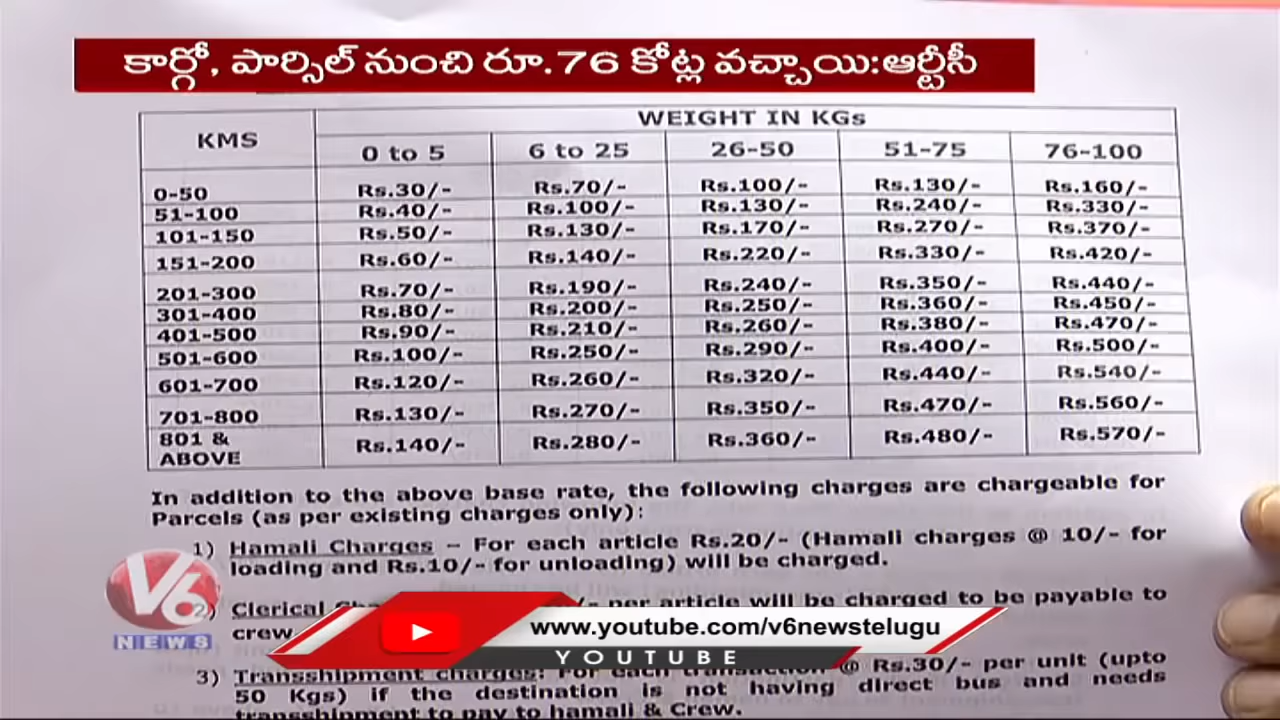 కార్గో, పార్సిల్ నుంచి రూ.76 కోట్ల వచ్చాయి:ఆర్టీసీ
KMS WEIGHT IN KGs
0 to 5 6 to 25 26-50 51-75 76-100
0-50 Rs.30/- Rs.70/- Rs.100/- Rs.130/- Rs.160/-
51-100 Rs.40/- Rs.100/- Rs.130/- Rs.240/- Rs.330/-
101-150 Rs.50/- Rs.130/- Rs.170/- Rs.270/- Rs.370/-
151-200 Rs.60/- Rs.140/- Rs.220/- Rs.330/- Rs.420/-
201-300 Rs.70/- Rs.190/- Rs.240/- Rs.350/- Rs.440/-
301-400 Rs.80/- Rs.200/- Rs.250/- Rs.360/- Rs.450/-
401-500 Rs.90/- Rs.210/- Rs.260/- Rs.380/- Rs.470/-
501-600 Rs.100/- Rs.250/- Rs.290/- Rs.400/- Rs.500/-
601-700 Rs.120/- Rs.260/- Rs.320/- Rs.440/- Rs.540/-
701-800 Rs.130/- Rs.270/- Rs.350/- Rs.470/- Rs.560/-
801 & ABOVE Rs.140/- Rs.280/- Rs.360/- Rs.480/- Rs.570/-
In addition to the above base rate, the following charges are chargeable for
Parcels (as per existing charges only):
1) Hamali Charges – For each article Rs.20/- (Hamali charges @ 10/- for
loading and Rs.10/- for unloading) will be charged.
2) Clerical per article will be charged to be payable to
crew
3) Transshipment charges: For each transaction @ Rs.30/- per unit (upto
50 Kgs) if the destination is not having direct bus and needs
transshipment to pay to hamali & Crew.
V6
NEWS
www.youtube.com/v6newstelugu
YOUTUBE